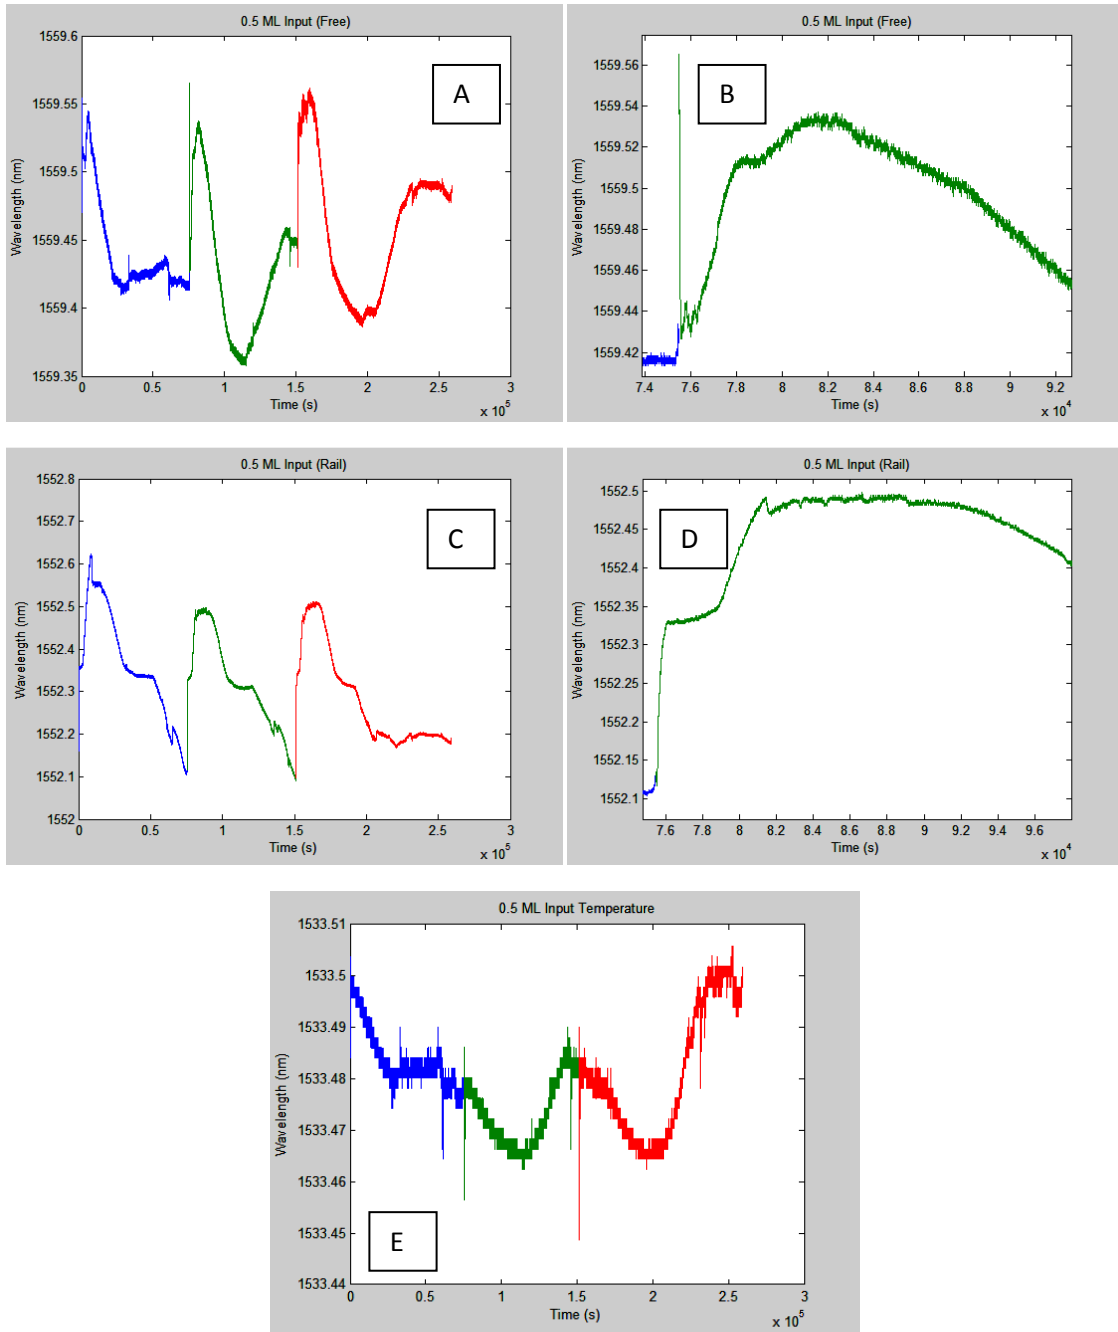 0.5 ML Input (Free)
1559.6
1559.55
1559.5
1559.45
1559.4
1559.35
Wavelength (nm)
A
0 0.5 1 1.5 2 2.5 3
Time (s)
x 10^5
0.5 ML Input (Free)
1559.56
1559.54
1559.52
1559.5
1559.48
1559.46
1559.44
1559.42
Wavelength (nm)
B
7.4 7.6 7.8 8 8.2 8.4 8.6 8.8 9 9.2
Time (s)
x 10^4
0.5 ML Input (Rail)
1552.8
1552.7
1552.6
1552.5
1552.4
1552.3
1552.2
1552.1
1552
Wavelength (nm)
C
0 0.5 1 1.5 2 2.5 3
Time (s)
x 10^5
0.5 ML Input (Rail)
1552.5
1552.45
1552.4
1552.35
1552.3
1552.25
1552.2
1552.15
1552.1
Wavelength (nm)
D
7.6 7.8 8 8.2 8.4 8.6 8.8 9 9.2 9.4 9.6
Time (s)
x 10^4
0.5 ML Input Temperature
1533.51
1533.5
1533.49
1533.48
1533.47
1533.46
1533.45
1533.44
Wavelength (nm)
E
0 0.5 1 1.5 2 2.5 3
Time (s)
x 10^5